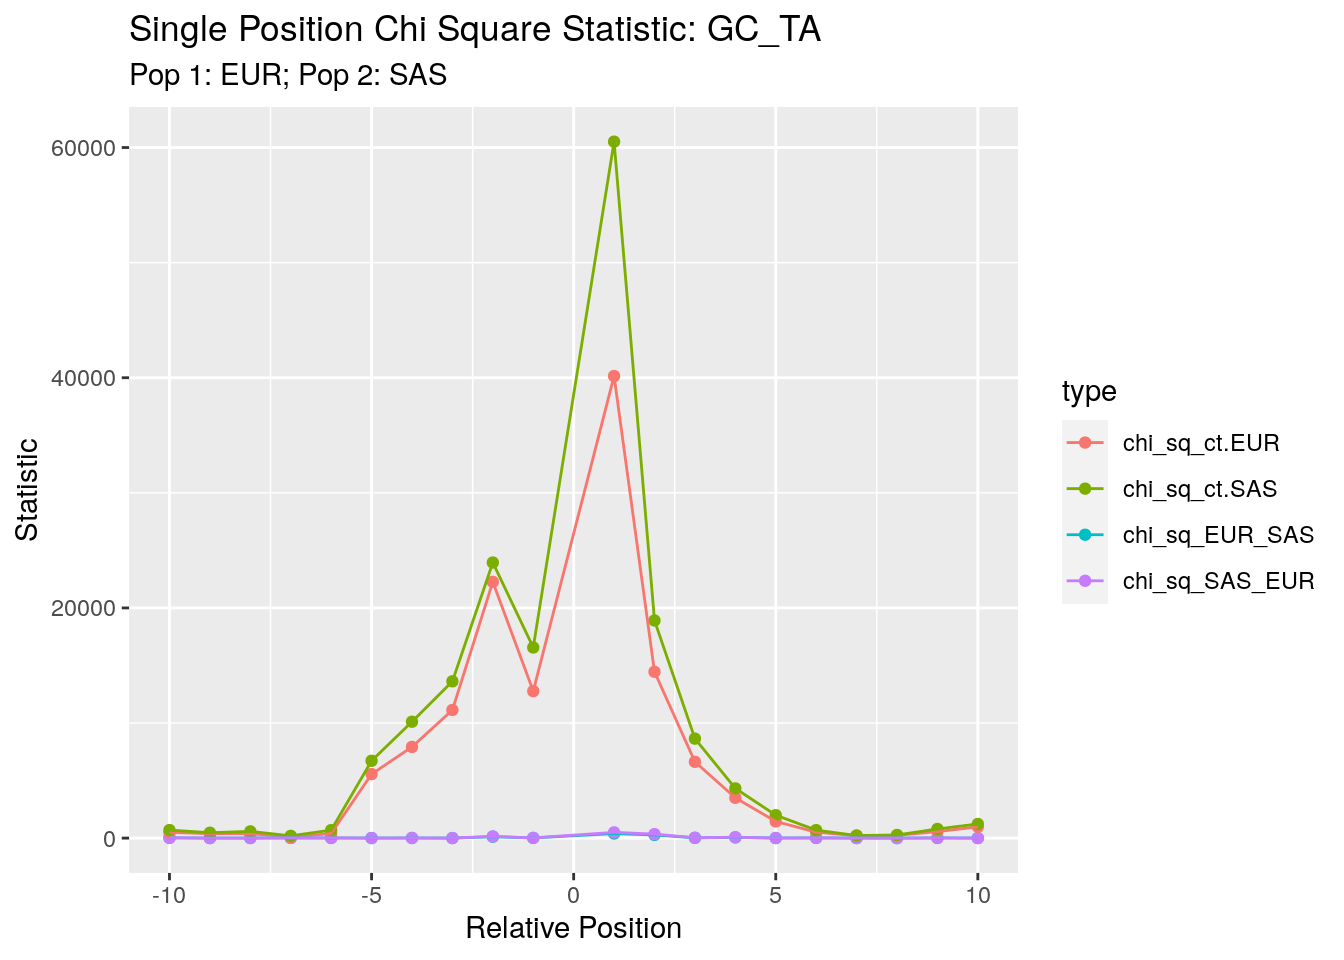 Single Position Chi Square Statistic: GC_TA
Pop 1: EUR; Pop 2: SAS
60000
40000
20000
0
Statistic
-10
-5
0
5
10
Relative Position
type
chi_sq_ct.EUR
chi_sq_ct.SAS
chi_sq_EUR_SAS
chi_sq_SAS_EUR